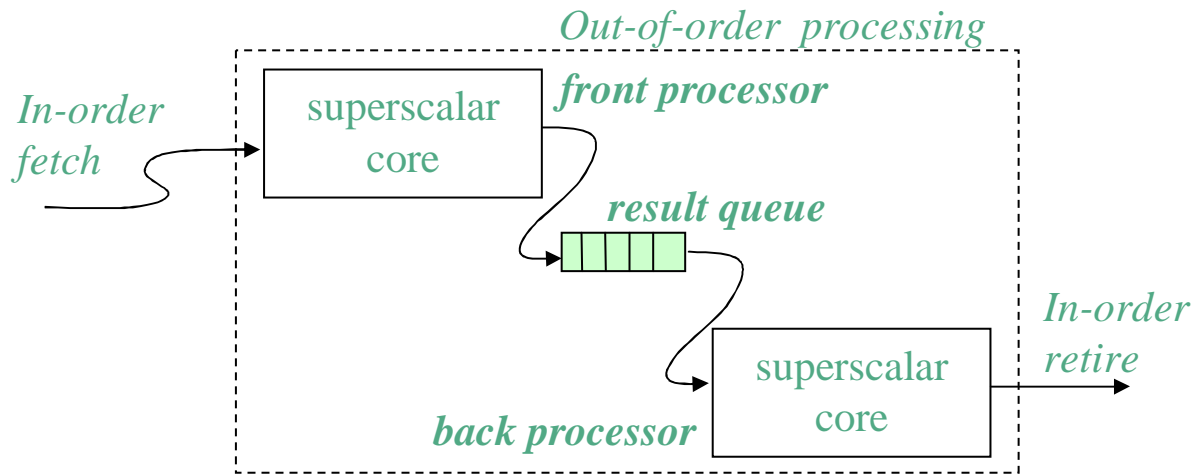 Out-of-order processing
In-order
fetch
superscalar
core
front processor
result queue
superscalar
core
back processor
In-order
retire